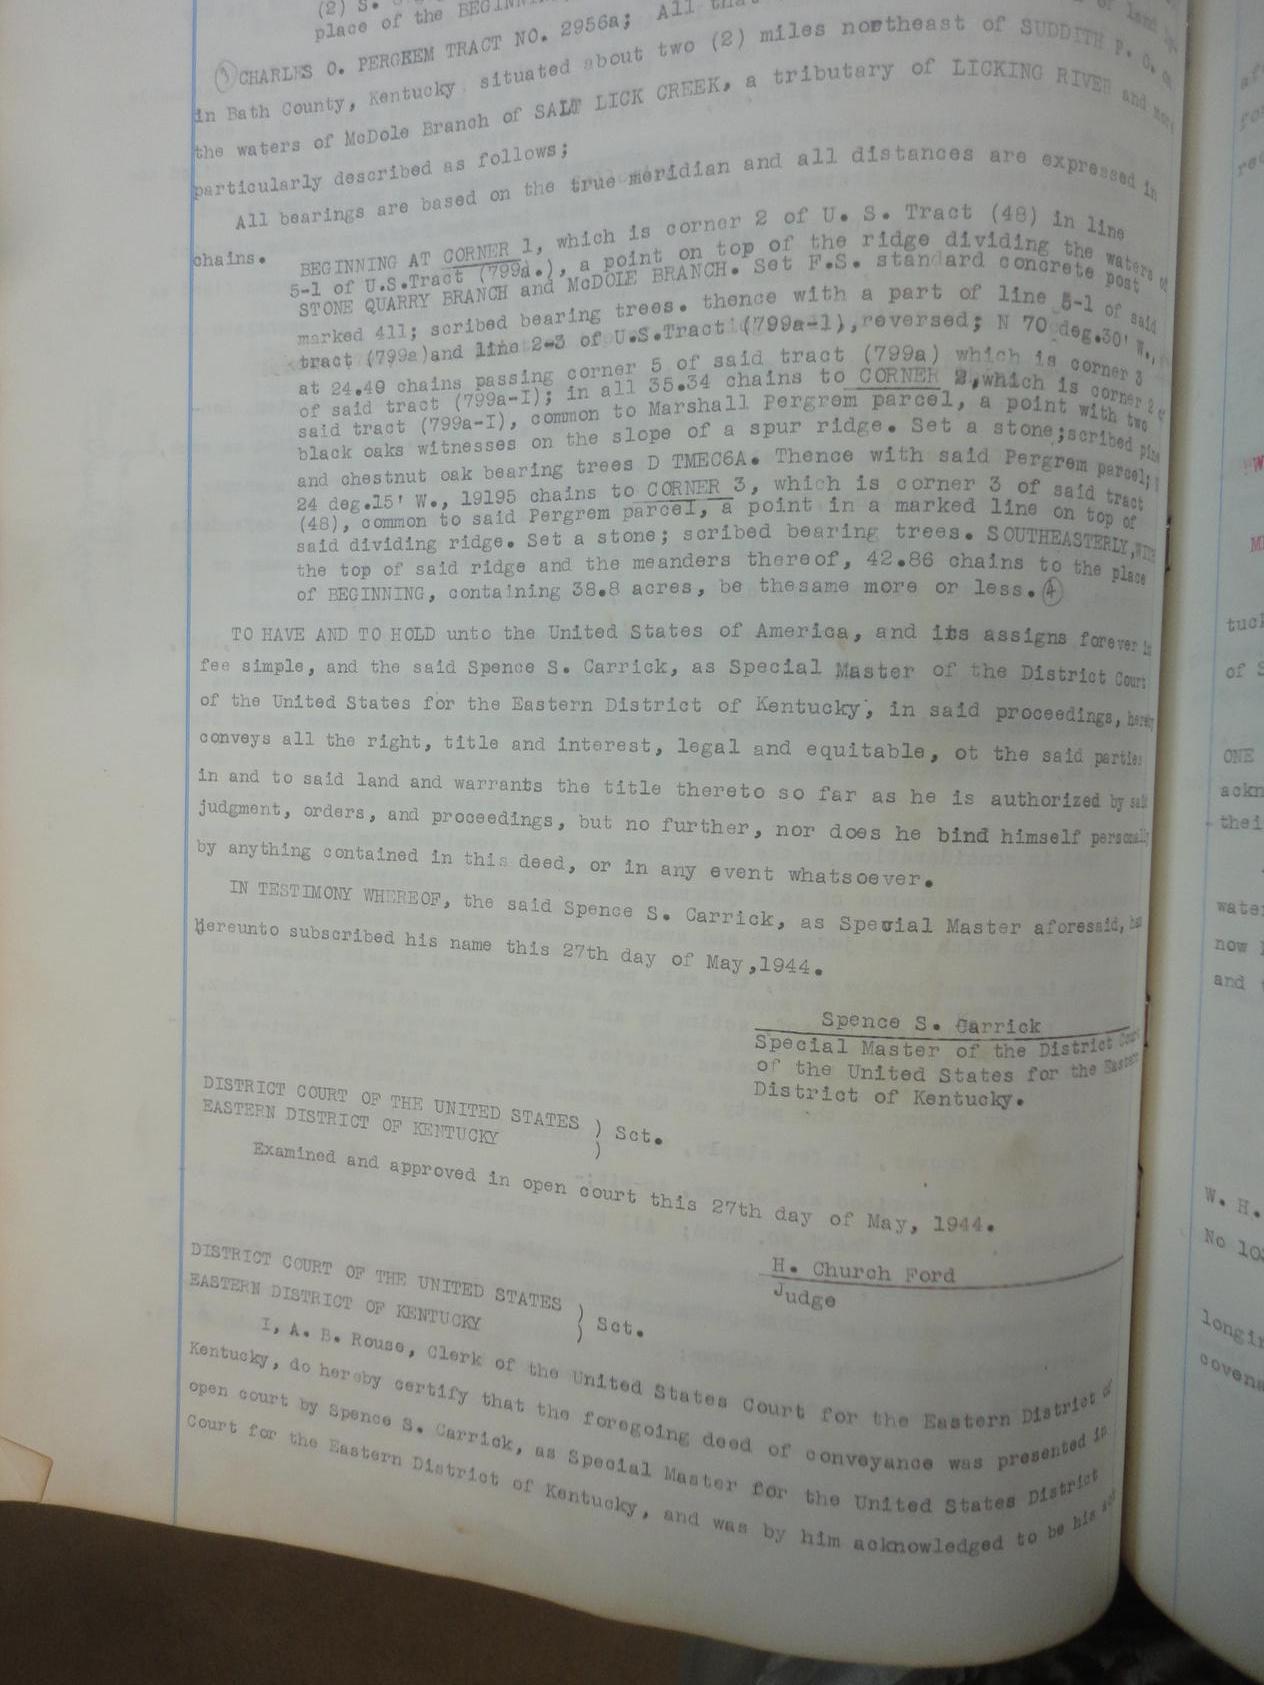 (2) S.
place of the
(3) CHARLES O. PERGREM TRACT NO. 2956a; All that of land
in Bath County, Kentucky situated about two (2) miles northeast of SUDDITH P. O. on
the waters of McDole Branch of SALT LICK CREEK, a tributary of LICKING RIVER and more
particularly described as follows;
All bearings are based on the true meridian and all distances are expressed in
chains.
BEGINNING AT CORNER 1, which is corner 2 of U. S. Tract (48) in line
5-1 of U.S.Tract (799a.), a point on top of the ridge dividing the waters of
STONE QUARRY BRANCH and McDOLE BRANCH. Set F.S. standard concrete post
marked 411; scribed bearing trees. thence with a part of line 5-1 of said
tract (799a)and line 2-3 of U.S.Tract (799a-1),reversed; N 70 deg.30' W.,
at 24.40 chains passing corner 5 of said tract (799a) which is corner 3
of said tract (799a-I); in all 35.34 chains to CORNER 2,which is corner 2 of
said tract (799a-I), common to Marshall Pergrem parcel, a point with two
black oaks witnesses on the slope of a spur ridge. Set a stone;scribed pine
and chestnut oak bearing trees D TMEC6A. Thence with said Pergrem parcel;
24 deg.15' W., 19195 chains to CORNER 3, which is corner 3 of said tract
(48), common to said Pergrem parcel, a point in a marked line on top of
said dividing ridge. Set a stone; scribed bearing trees. SOUTHEASTERLY,WITH
the top of said ridge and the meanders thereof, 42.86 chains to the place
of BEGINNING, containing 38.8 acres, be thesame more or less. (4)
TO HAVE AND TO HOLD unto the United States of America, and its assigns forever in
fee simple, and the said Spence S. Carrick, as Special Master of the District Court
of the United States for the Eastern District of Kentucky, in said proceedings, hereby
conveys all the right, title and interest, legal and equitable, ot the said parties
in and to said land and warrants the title thereto so far as he is authorized by said
judgment, orders, and proceedings, but no further, nor does he bind himself personally
by anything contained in this deed, or in any event whatsoever.
IN TESTIMONY WHEREOF, the said Spence S. Carrick, as Special Master aforesaid, has
Hereunto subscribed his name this 27th day of May,1944.
Spence S. Carrick
Special Master of the District Court
of the United States for the Eastern
District of Kentucky.
DISTRICT COURT OF THE UNITED STATES )
EASTERN DISTRICT OF KENTUCKY ) Sct.
Examined and approved in open court this 27th day of May, 1944.
H. Church Ford
Judge
DISTRICT COURT OF THE UNITED STATES )
EASTERN DISTRICT OF KENTUCKY ) Sct.
I, A. B. Rouse, Clerk of the United States Court for the Eastern District of
Kentucky, do hereby certify that the foregoing deed of conveyance was presented in
open court by Spence S. Carrick, as Special Master for the United States District
Court for the Eastern District of Kentucky, and was by him acknowledged to be his act
of S
ONE
ackn
thei
wate
now
and
W. H.
No 10
longin
covena